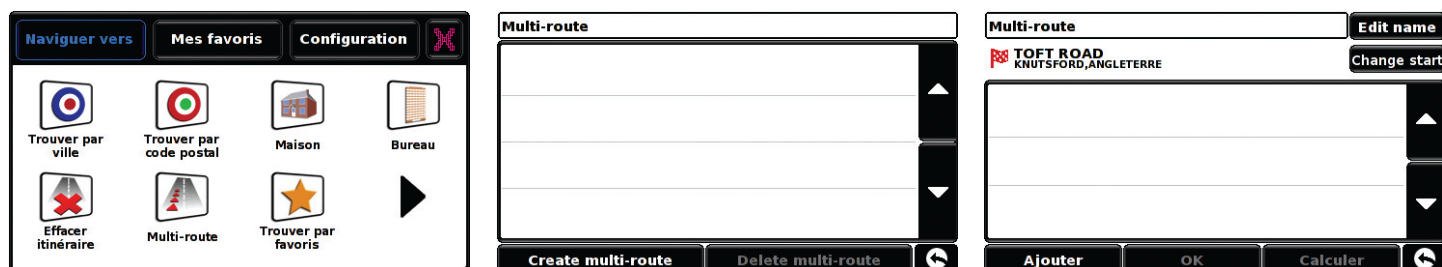 Naviguer vers
Mes favoris
Configuration
Trouver par
ville
Trouver par
code postal
Maison
Bureau
Effacer
itinéraire
Multi-route
Trouver par
favoris
Multi-route
Create multi-route
Delete multi-route
Multi-route
Edit name
TOFT ROAD
KNUTSFORD,ANGLETERRE
Change start
Ajouter
OK
Calculer